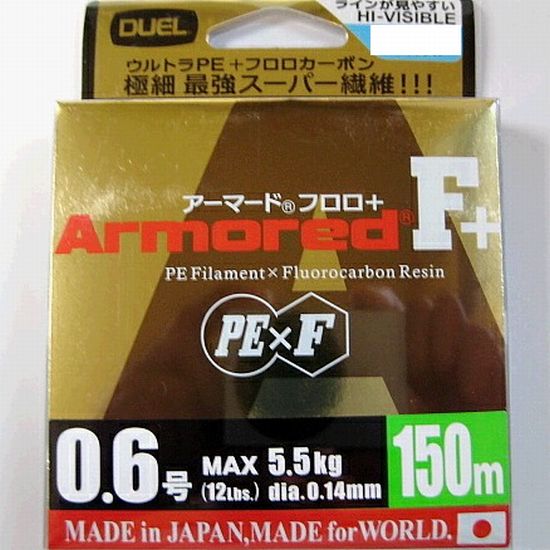 DUEL
ラインが見やすい
HI-VISIBLE
ウルトラPE+フロロカーボン
極細 最強スーパー繊維!!!
アーマード®フロロ+
Armored® F+
PE Filament×Fluorocarbon Resin
PE×F
0.6号 MAX 5.5kg 150m
(12Lbs.) dia.0.14mm
MADE in JAPAN,MADE for WORLD.